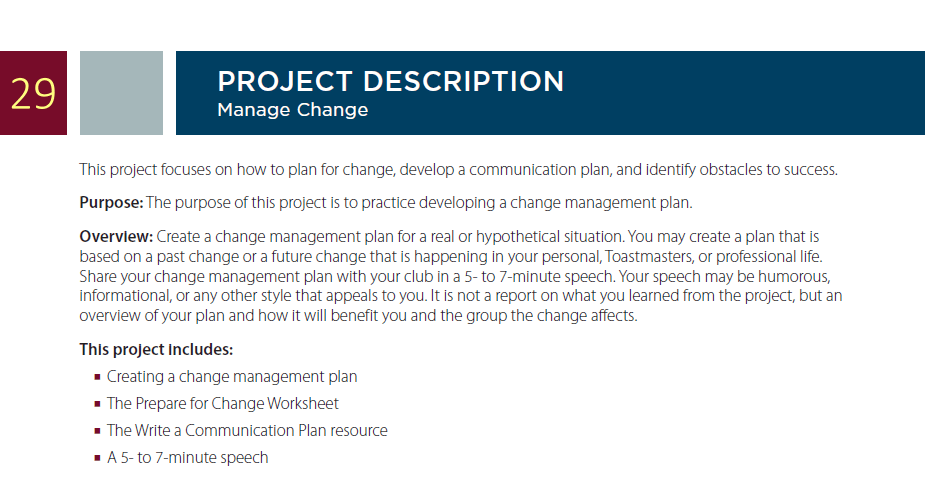 29
PROJECT DESCRIPTION
Manage Change
This project focuses on how to plan for change, develop a communication plan, and identify obstacles to success.
Purpose: The purpose of this project is to practice developing a change management plan.
Overview: Create a change management plan for a real or hypothetical situation. You may create a plan that is
based on a past change or a future change that is happening in your personal, Toastmasters, or professional life.
Share your change management plan with your club in a 5- to 7-minute speech. Your speech may be humorous,
informational, or any other style that appeals to you. It is not a report on what you learned from the project, but an
overview of your plan and how it will benefit you and the group the change affects.
This project includes:
▪ Creating a change management plan
▪ The Prepare for Change Worksheet
▪ The Write a Communication Plan resource
▪ A 5- to 7-minute speech